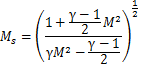 M_s = ( (1 + (γ − 1)/2 M²) / (γM² − (γ − 1)/2) )^(1/2)